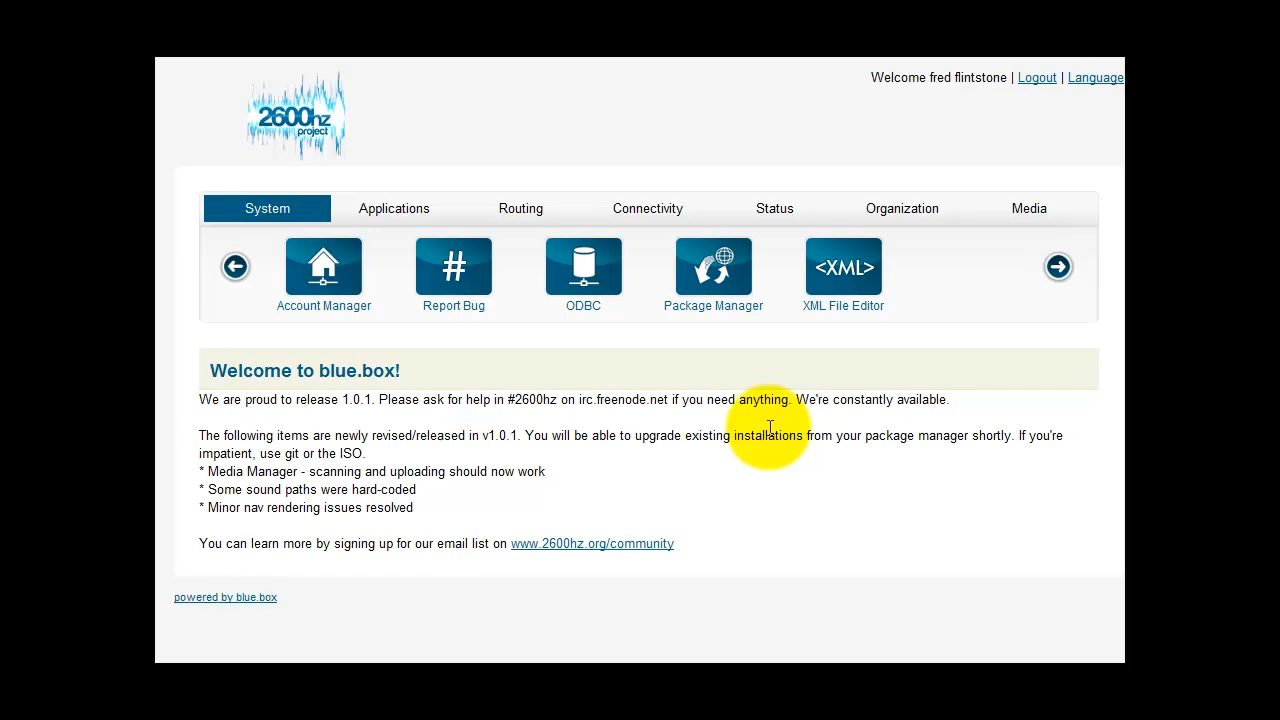 Welcome fred flintstone | Logout | Language
2600hz
project
System Applications Routing Connectivity Status Organization Media
# <XML>
Account Manager Report Bug ODBC Package Manager XML File Editor
Welcome to blue.box!
We are proud to release 1.0.1. Please ask for help in #2600hz on irc.freenode.net if you need anything. We're constantly available.
The following items are newly revised/released in v1.0.1. You will be able to upgrade existing installations from your package manager shortly. If you're
impatient, use git or the ISO.
* Media Manager - scanning and uploading should now work
* Some sound paths were hard-coded
* Minor nav rendering issues resolved
You can learn more by signing up for our email list on www.2600hz.org/community
powered by blue.box